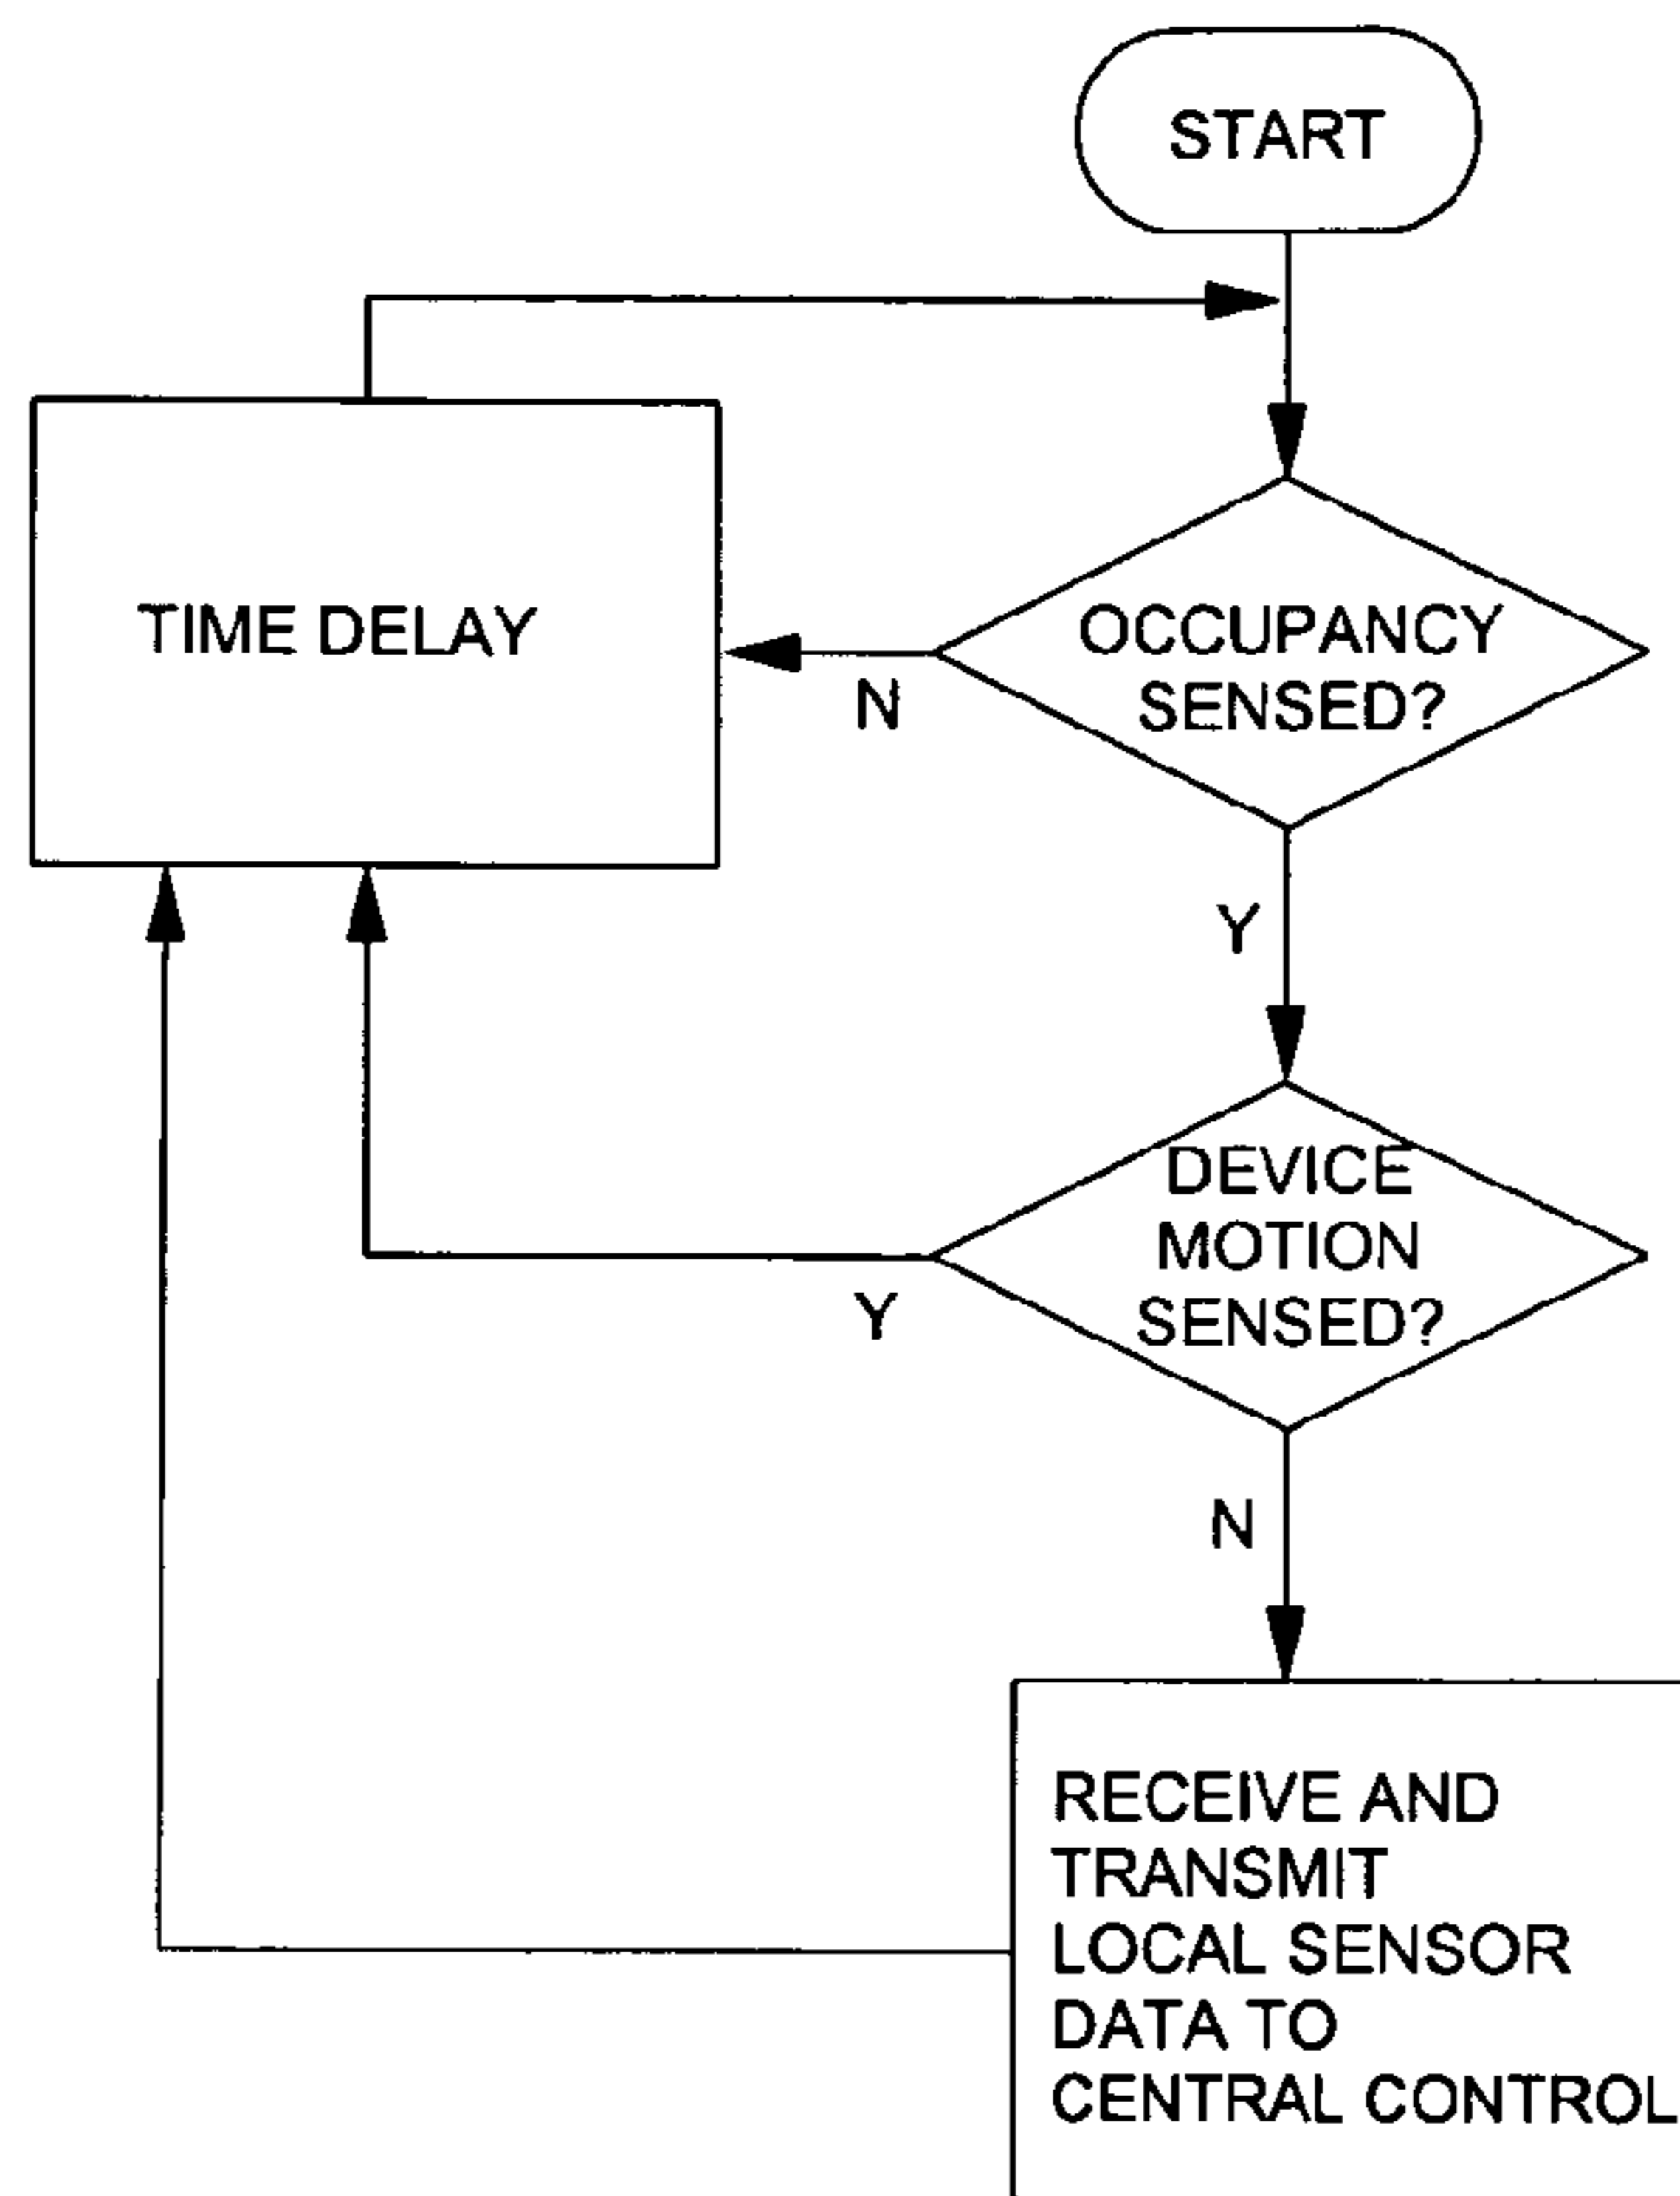 START
TIME DELAY
OCCUPANCY
SENSED?
N
Y
DEVICE
MOTION
SENSED?
Y
N
RECEIVE AND
TRANSMIT
LOCAL SENSOR
DATA TO
CENTRAL CONTROL